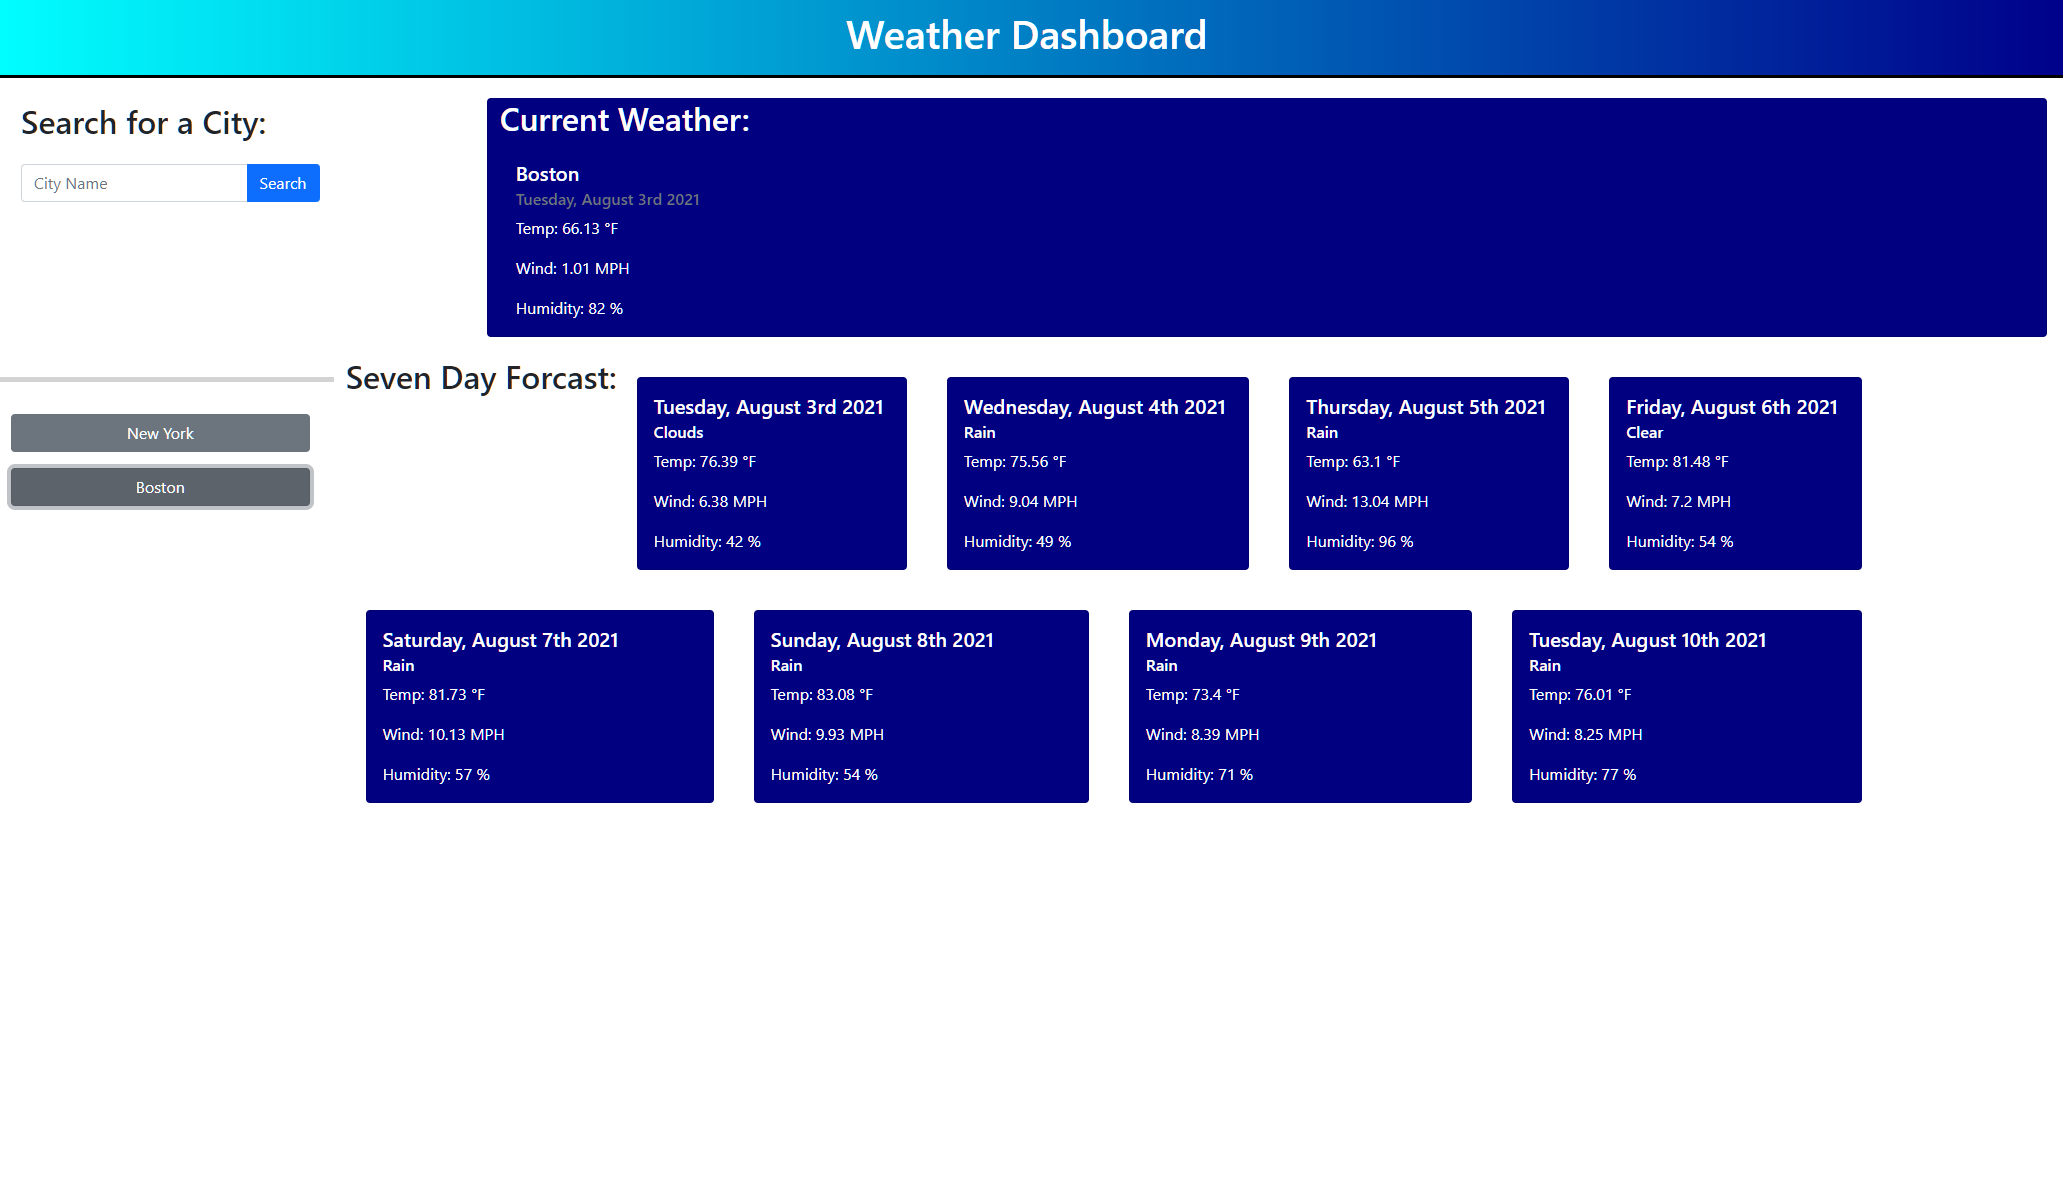 Weather Dashboard
Search for a City:
City Name
Search
Current Weather:
Boston
Tuesday, August 3rd 2021
Temp: 66.13 °F
Wind: 1.01 MPH
Humidity: 82 %
New York
Boston
Seven Day Forcast:
Tuesday, August 3rd 2021
Clouds
Temp: 76.39 °F
Wind: 6.38 MPH
Humidity: 42 %
Wednesday, August 4th 2021
Rain
Temp: 75.56 °F
Wind: 9.04 MPH
Humidity: 49 %
Thursday, August 5th 2021
Rain
Temp: 63.1 °F
Wind: 13.04 MPH
Humidity: 96 %
Friday, August 6th 2021
Clear
Temp: 81.48 °F
Wind: 7.2 MPH
Humidity: 54 %
Saturday, August 7th 2021
Rain
Temp: 81.73 °F
Wind: 10.13 MPH
Humidity: 57 %
Sunday, August 8th 2021
Rain
Temp: 83.08 °F
Wind: 9.93 MPH
Humidity: 54 %
Monday, August 9th 2021
Rain
Temp: 73.4 °F
Wind: 8.39 MPH
Humidity: 71 %
Tuesday, August 10th 2021
Rain
Temp: 76.01 °F
Wind: 8.25 MPH
Humidity: 77 %